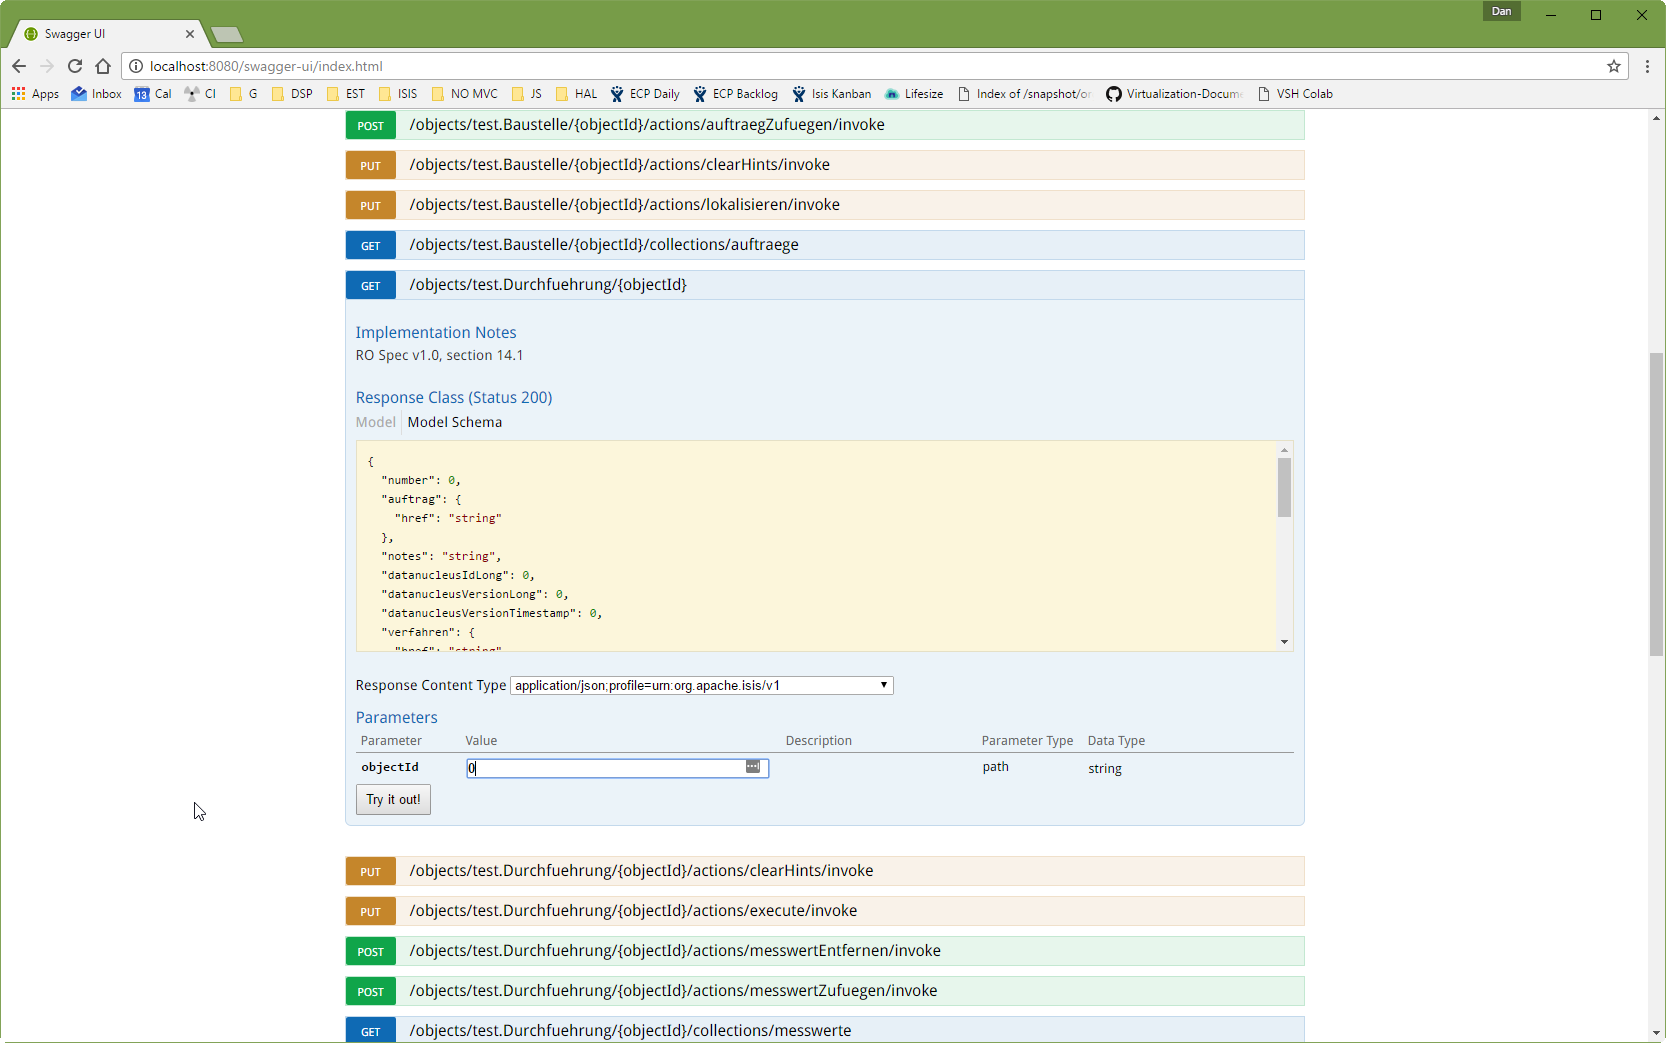 Dan
Swagger UI
localhost:8080/swagger-ui/index.html
Apps Inbox 13 Cal CI G DSP EST ISIS NO MVC JS HAL ECP Daily ECP Backlog Isis Kanban Lifesize Index of /snapshot/or Virtualization-Docum VSH Colab
POST /objects/test.Baustelle/{objectId}/actions/auftraegZufuegen/invoke
PUT /objects/test.Baustelle/{objectId}/actions/clearHints/invoke
PUT /objects/test.Baustelle/{objectId}/actions/lokalisieren/invoke
GET /objects/test.Baustelle/{objectId}/collections/auftraege
GET /objects/test.Durchfuehrung/{objectId}
Implementation Notes
RO Spec v1.0, section 14.1
Response Class (Status 200)
Model Model Schema
{
"number": 0,
"auftrag": {
"href": "string"
},
"notes": "string",
"datanucleusIdLong": 0,
"datanucleusVersionLong": 0,
"datanucleusVersionTimestamp": 0,
"verfahren": {
"href": "string"
Response Content Type application/json;profile=urn:org.apache.isis/v1
Parameters
Parameter Value Description Parameter Type Data Type
objectId 0 path string
Try it out!
PUT /objects/test.Durchfuehrung/{objectId}/actions/clearHints/invoke
PUT /objects/test.Durchfuehrung/{objectId}/actions/execute/invoke
POST /objects/test.Durchfuehrung/{objectId}/actions/messwertEntfernen/invoke
POST /objects/test.Durchfuehrung/{objectId}/actions/messwertZufuegen/invoke
GET /objects/test.Durchfuehrung/{objectId}/collections/messwerte